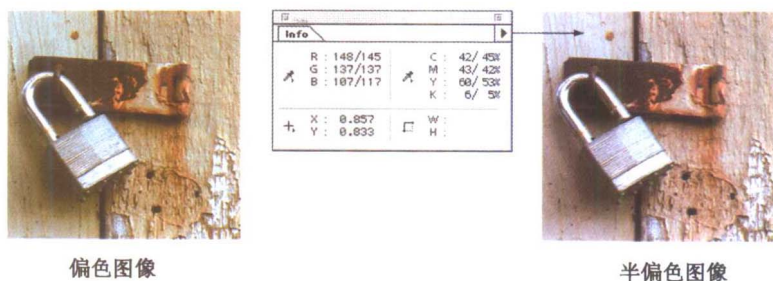 Info
R : 148/145
G : 137/137
B : 107/117
C : 42/ 45%
M : 43/ 42%
Y : 60/ 53%
K : 6/ 5%
X : 0.857
Y : 0.833
W :
H :
偏色图像
半偏色图像